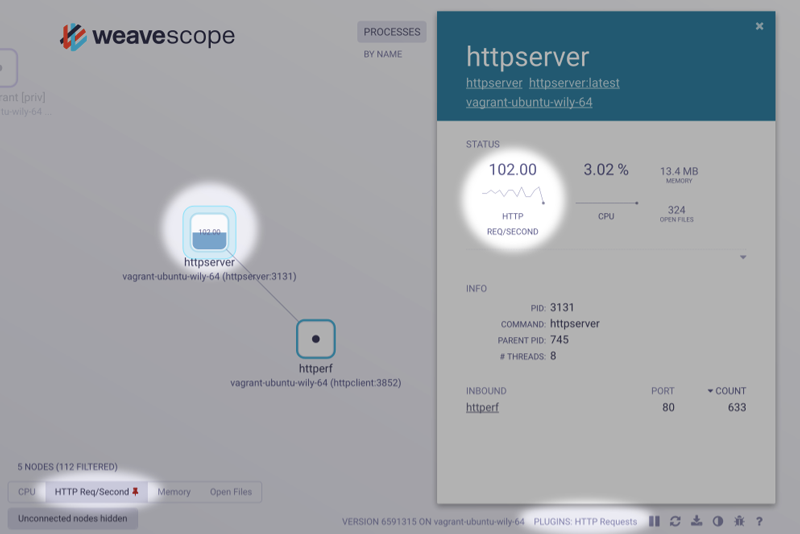 weavescope
PROCESSES
BY NAME
rant [priv]
tu-wily-64 ...
102.00
httpserver
vagrant-ubuntu-wily-64 (httpserver:3131)
httperf
vagrant-ubuntu-wily-64 (httpclient:3852)
5 NODES (112 FILTERED)
CPU HTTP Req/Second Memory Open Files
Unconnected nodes hidden
httpserver
httpserver httpserver:latest
vagrant-ubuntu-wily-64
STATUS
102.00 3.02 % 13.4 MB
MEMORY
HTTP CPU 324
REQ/SECOND OPEN FILES
INFO
PID: 3131
COMMAND: httpserver
PARENT PID: 745
# THREADS: 8
INBOUND PORT COUNT
httperf 80 633
VERSION 6591315 ON vagrant-ubuntu-wily-64 PLUGINS: HTTP Requests ?